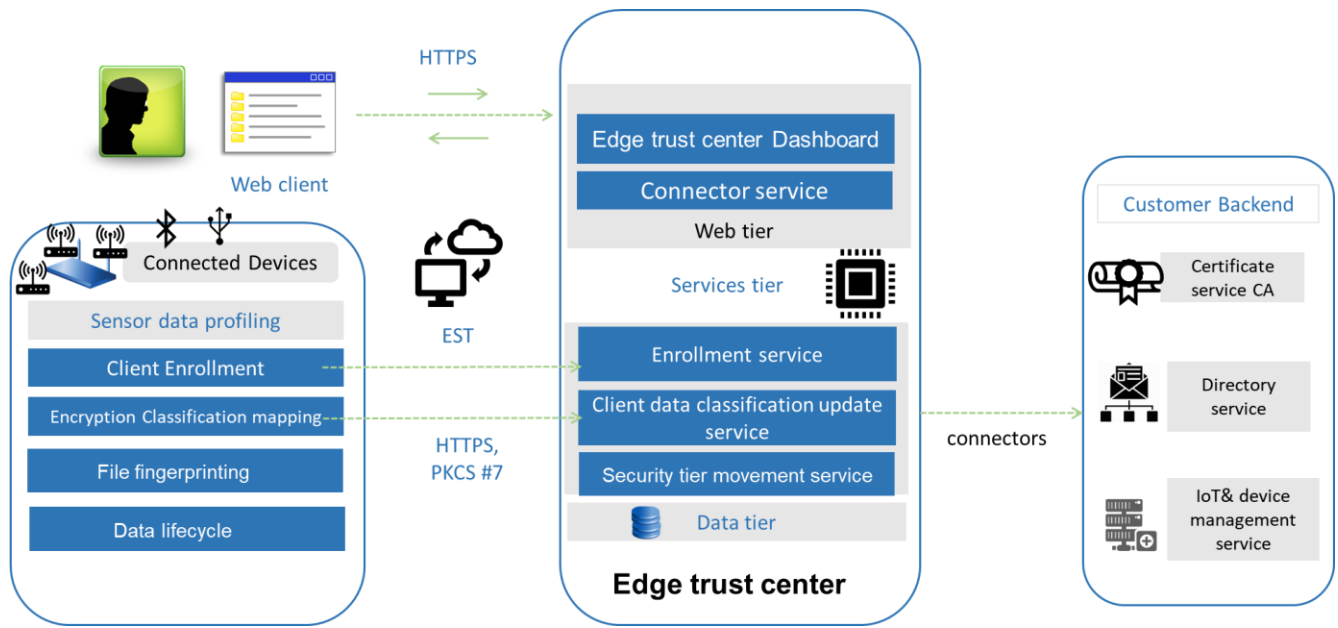 HTTPS
Web client
Edge trust center Dashboard
Connector service
Web tier
Services tier
Enrollment service
Client data classification update
service
Security tier movement service
Data tier
Edge trust center
Connected Devices
Sensor data profiling
Client Enrollment
Encryption Classification mapping
File fingerprinting
Data lifecycle
EST
HTTPS,
PKCS #7
connectors
Customer Backend
Certificate
service CA
Directory
service
IoT& device
management
service